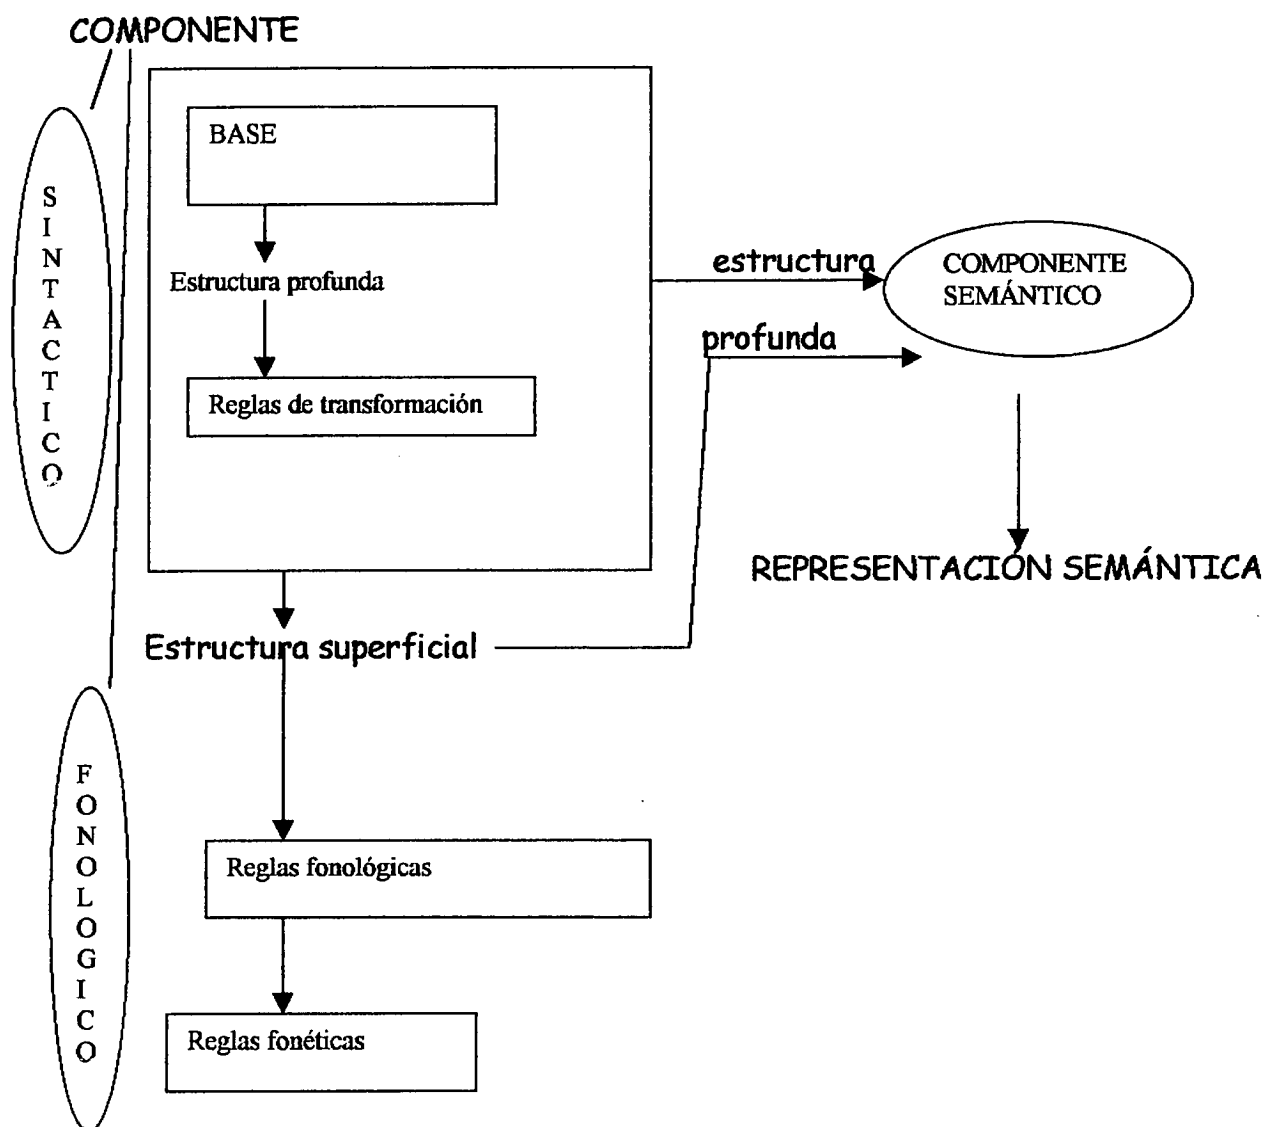 COMPONENTE
SINTACTICO
BASE
Estructura profunda
Reglas de transformación
estructura
profunda
COMPONENTE
SEMÁNTICO
REPRESENTACIÓN SEMÁNTICA
Estructura superficial
FONOLOGICO
Reglas fonológicas
Reglas fonéticas